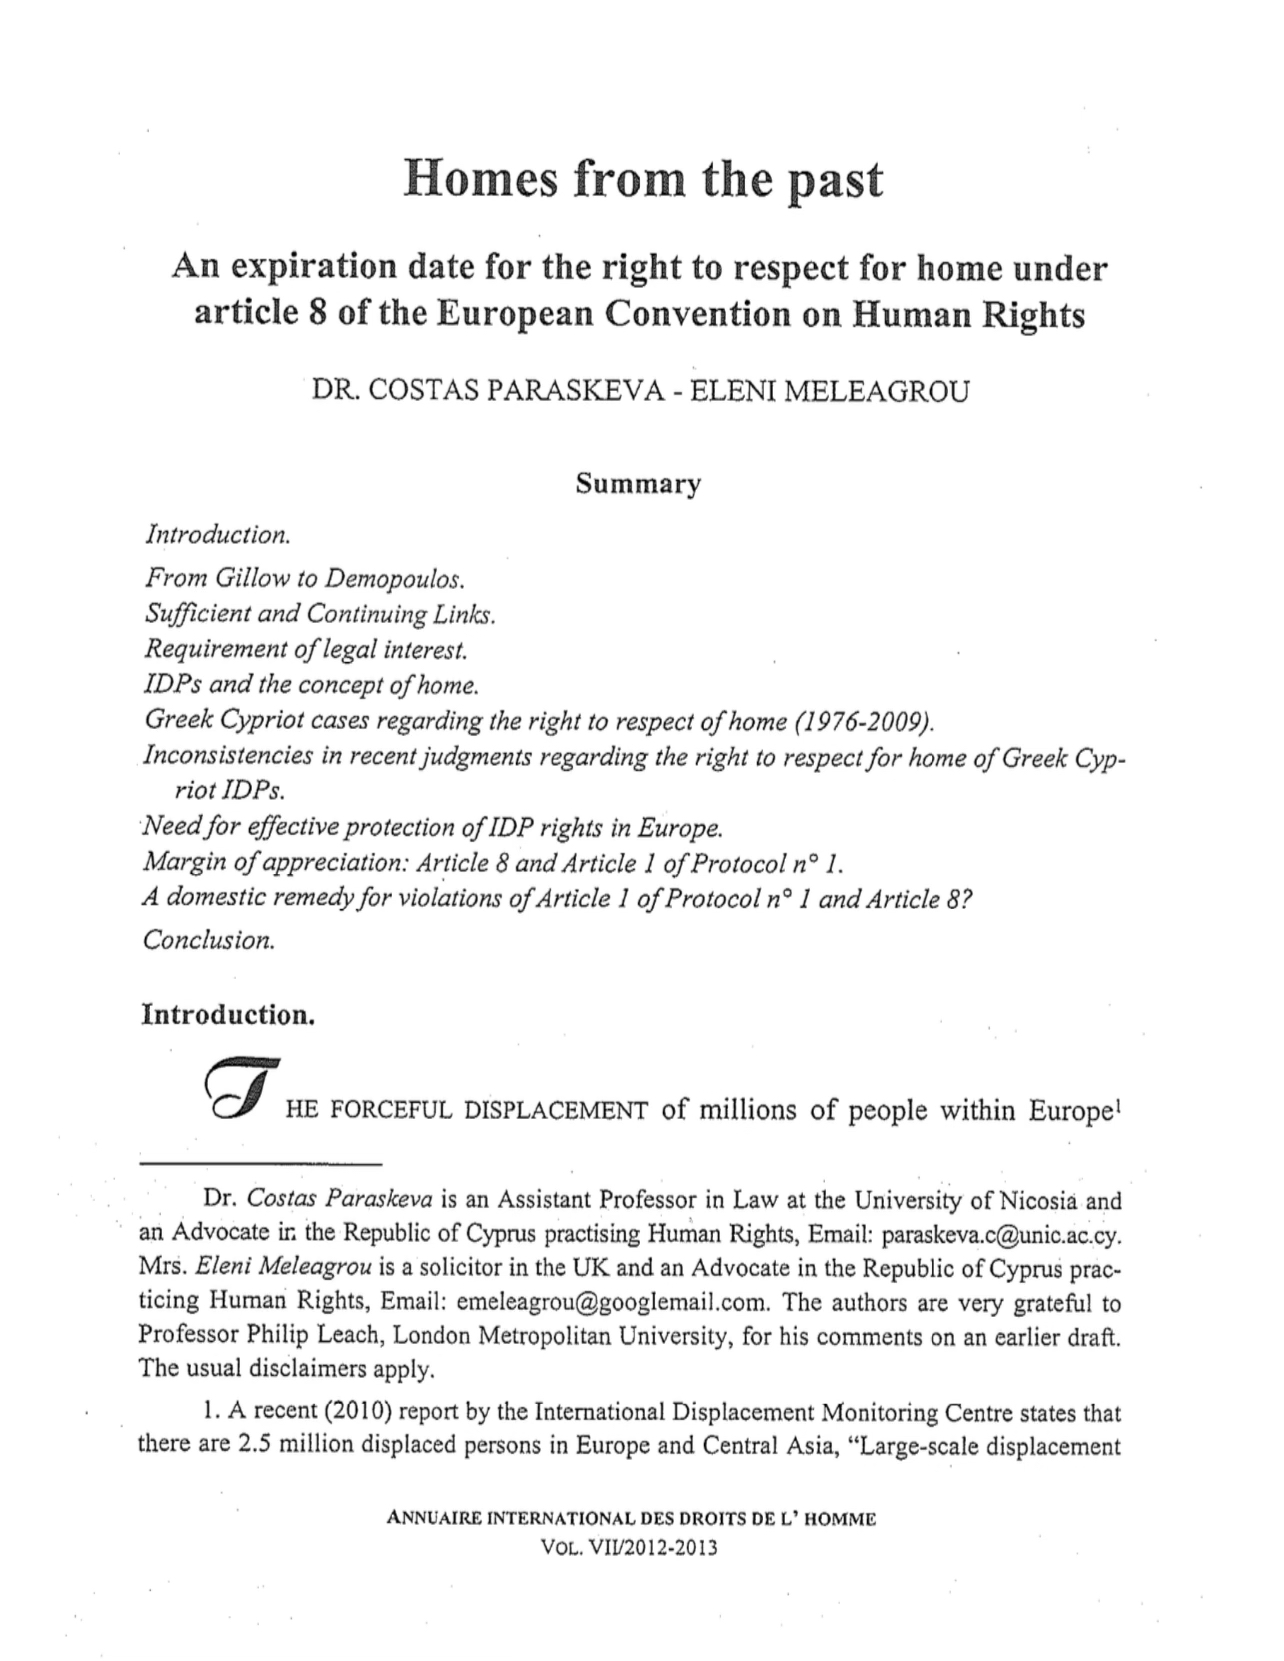 Homes from the past
An expiration date for the right to respect for home under
article 8 of the European Convention on Human Rights
DR. COSTAS PARASKEVA - ELENI MELEAGROU
Summary
Introduction.
From Gillow to Demopoulos.
Sufficient and Continuing Links.
Requirement of legal interest.
IDPs and the concept of home.
Greek Cypriot cases regarding the right to respect of home (1976-2009).
Inconsistencies in recent judgments regarding the right to respect for home of Greek Cyp-
riot IDPs.
Need for effective protection of IDP rights in Europe.
Margin of appreciation: Article 8 and Article 1 of Protocol n° 1.
A domestic remedy for violations of Article 1 of Protocol n° 1 and Article 8?
Conclusion.
Introduction.
THE FORCEFUL DISPLACEMENT of millions of people within Europe¹
Dr. Costas Paraskeva is an Assistant Professor in Law at the University of Nicosia and
an Advocate in the Republic of Cyprus practising Human Rights, Email: paraskeva.c@unic.ac.cy.
Mrs. Eleni Meleagrou is a solicitor in the UK and an Advocate in the Republic of Cyprus prac-
ticing Human Rights, Email: emeleagrou@googlemail.com. The authors are very grateful to
Professor Philip Leach, London Metropolitan University, for his comments on an earlier draft.
The usual disclaimers apply.
1. A recent (2010) report by the International Displacement Monitoring Centre states that
there are 2.5 million displaced persons in Europe and Central Asia, “Large-scale displacement
ANNUAIRE INTERNATIONAL DES DROITS DE L’ HOMME
VOL. VII/2012-2013